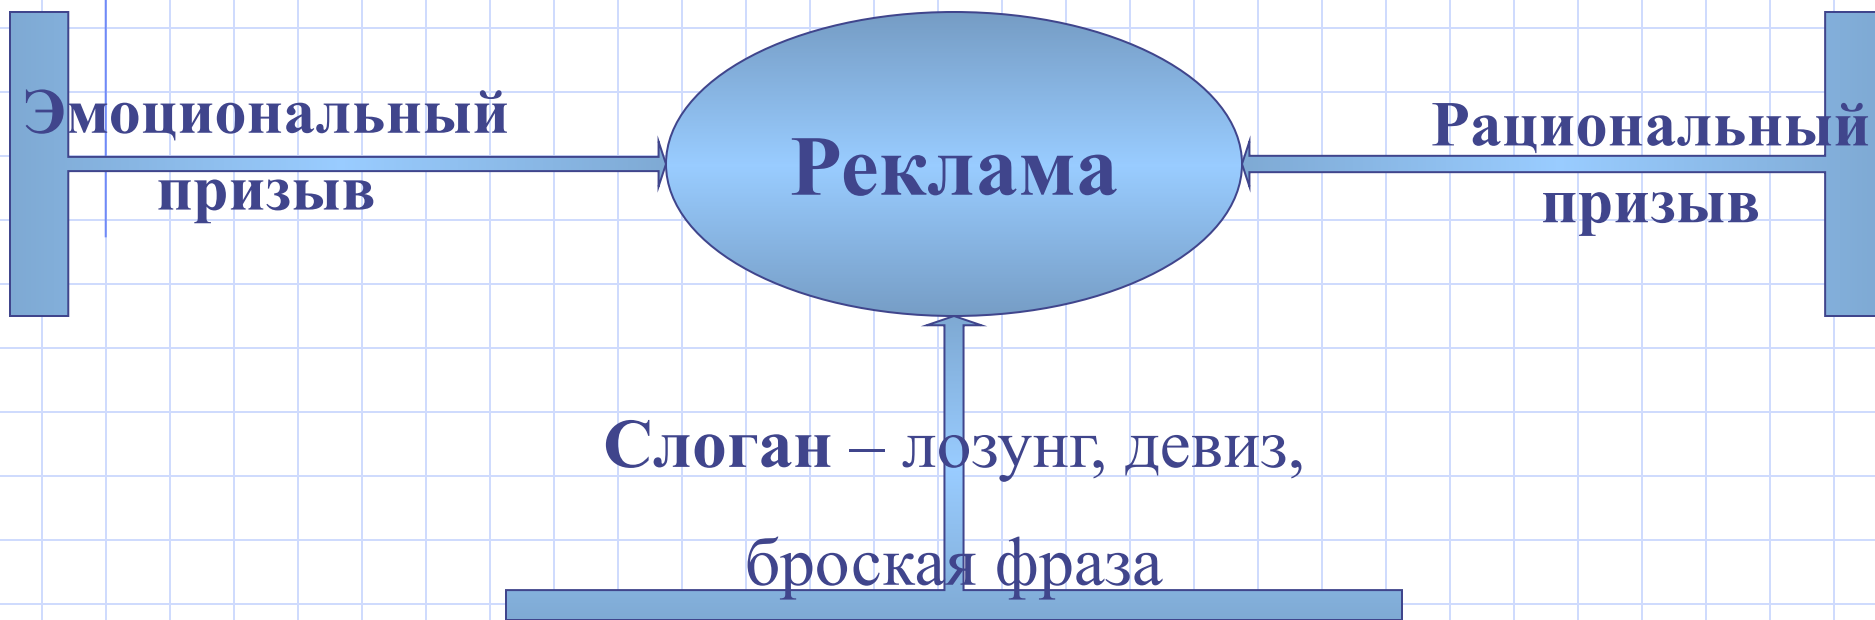 Эмоциональный
призыв
Реклама
Рациональный
призыв
Слоган – лозунг, девиз,
броская фраза